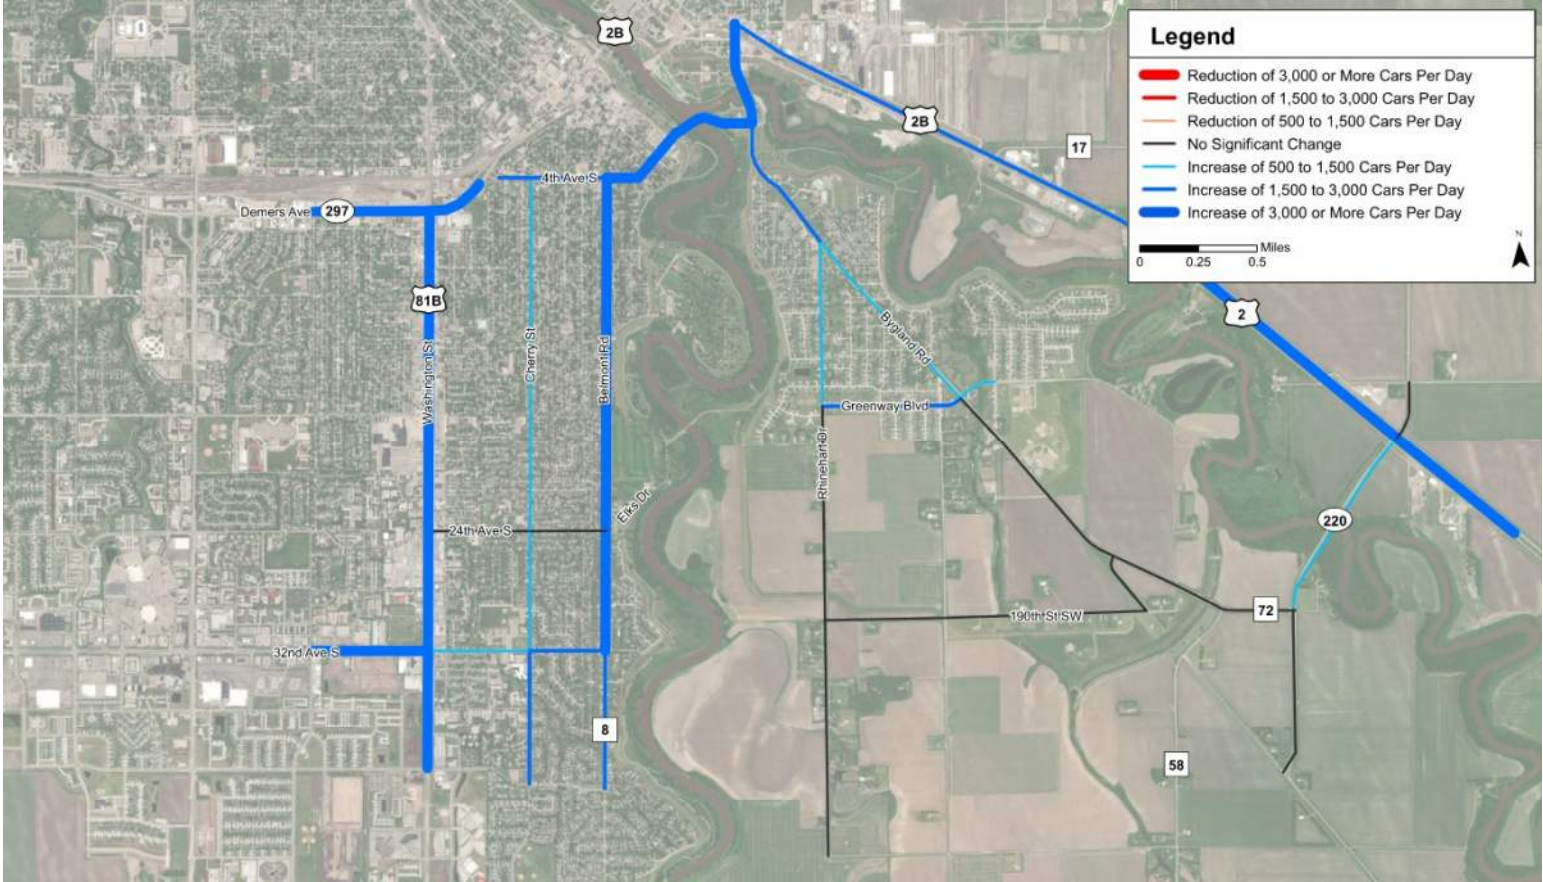 2B
Legend
Reduction of 3,000 or More Cars Per Day
Reduction of 1,500 to 3,000 Cars Per Day
Reduction of 500 to 1,500 Cars Per Day
No Significant Change
Increase of 500 to 1,500 Cars Per Day
Increase of 1,500 to 3,000 Cars Per Day
Increase of 3,000 or More Cars Per Day
Miles
0 0.25 0.5
N
2B
17
4th Ave S
Demers Ave 297
81B
2
Washington St
Cherry St
Belmont Rd
Bygland Rd
Greenway Blvd
Rhinehart Dr
Elks Dr
24th Ave S
220
190th St SW
72
32nd Ave S
8
58